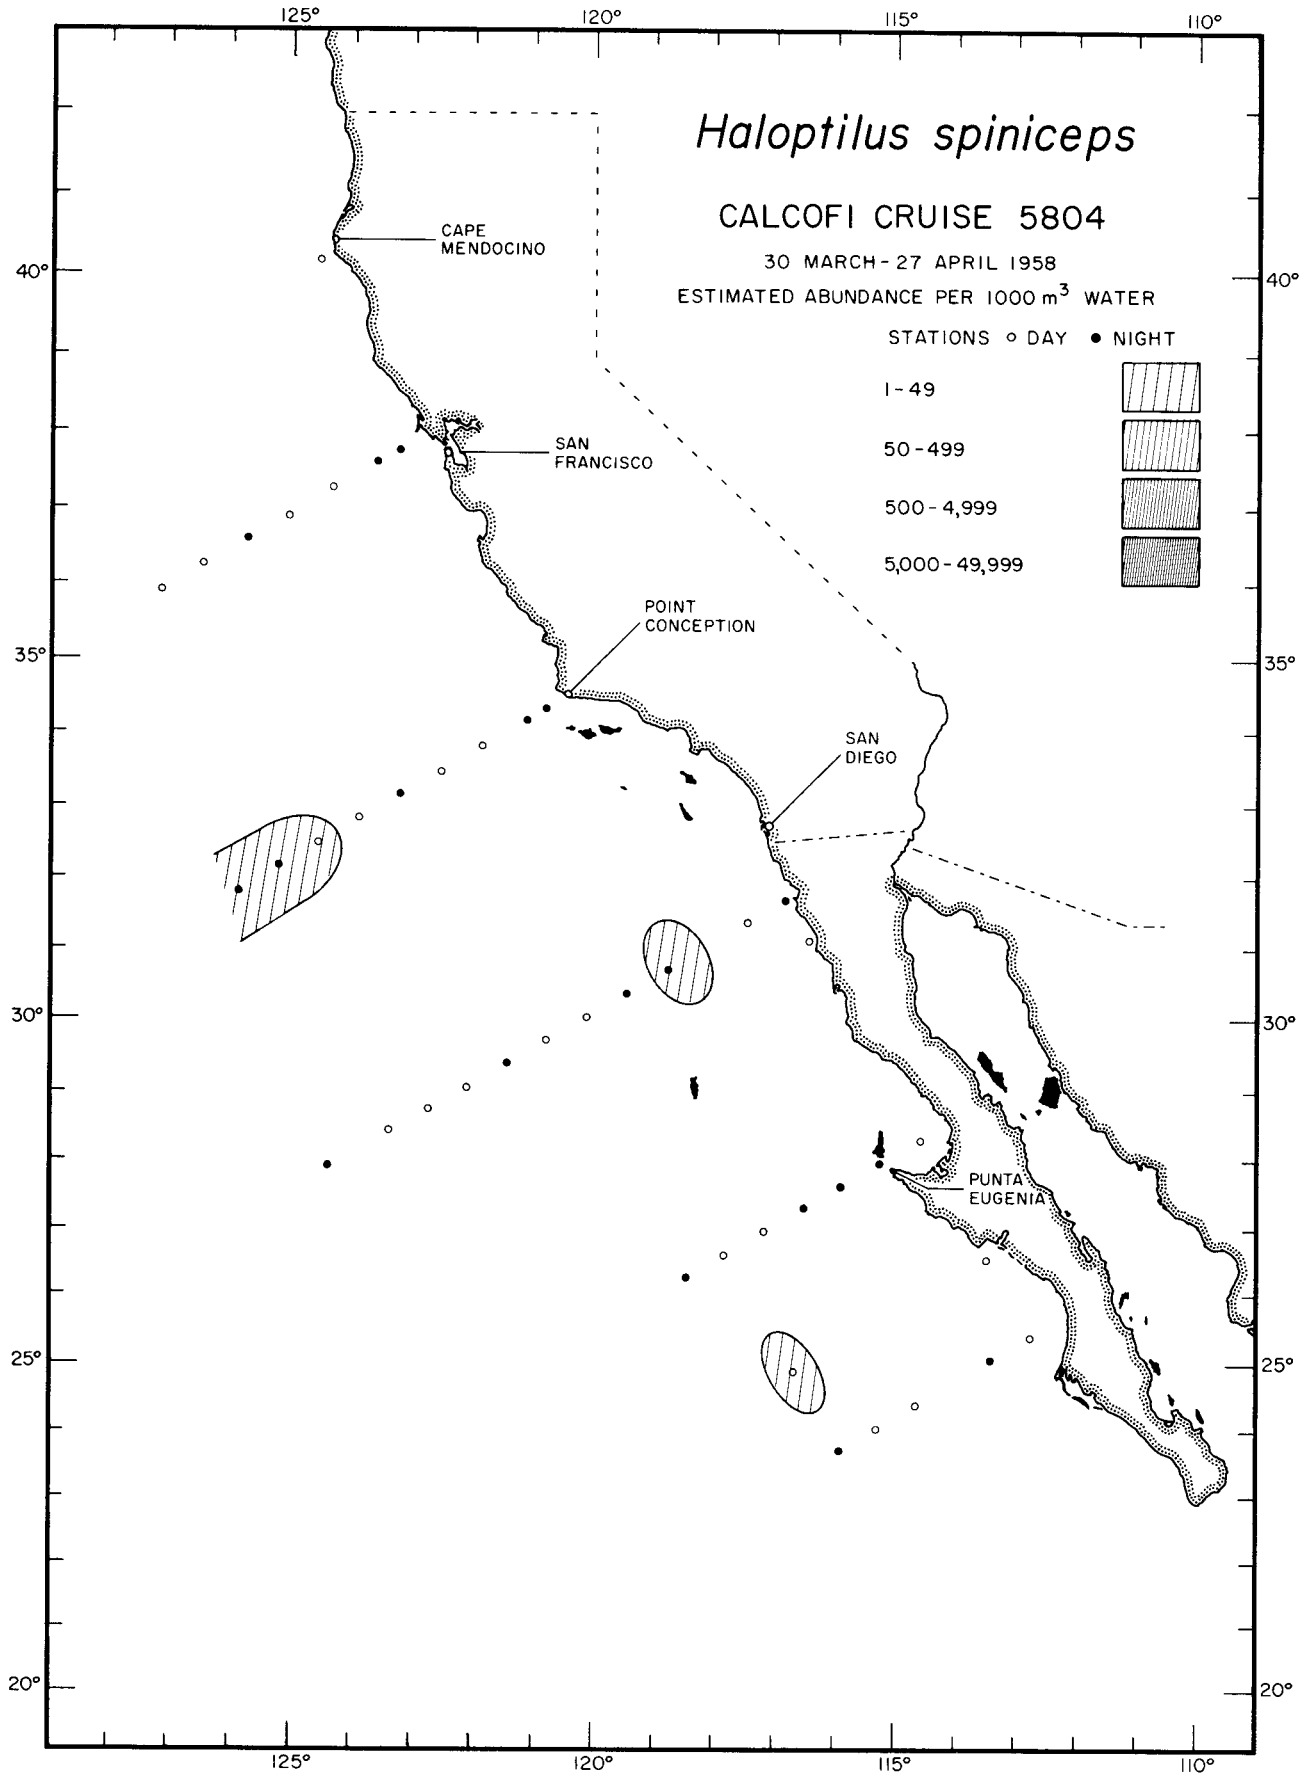 125° 120° 115° 110°
Haloptilus spiniceps
CALCOFI CRUISE 5804
30 MARCH – 27 APRIL 1958
ESTIMATED ABUNDANCE PER 1000 m³ WATER
STATIONS ○ DAY ● NIGHT
1 – 49
50 – 499
500 – 4,999
5,000 – 49,999
CAPE
MENDOCINO
40° 40°
SAN
FRANCISCO
POINT
CONCEPTION
35° 35°
SAN
DIEGO
30° 30°
PUNTA
EUGENIA
25° 25°
20° 20°
125° 120° 115° 110°